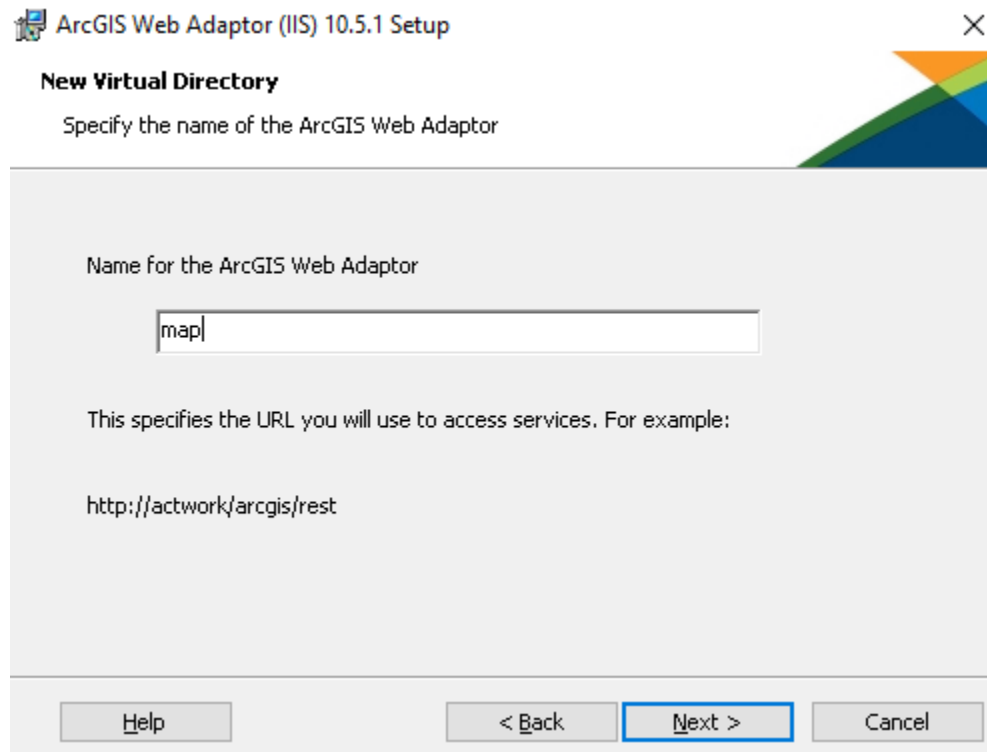 ArcGIS Web Adaptor (IIS) 10.5.1 Setup
New Virtual Directory
Specify the name of the ArcGIS Web Adaptor
Name for the ArcGIS Web Adaptor
map
This specifies the URL you will use to access services. For example:
http://actwork/arcgis/rest
Help < Back Next > Cancel